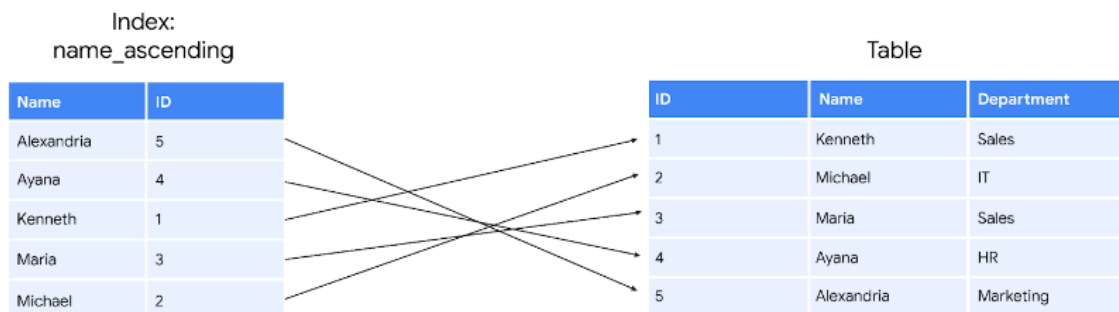 Index:
name_ascending
Table
Name ID
Alexandria 5
Ayana 4
Kenneth 1
Maria 3
Michael 2
ID Name Department
1 Kenneth Sales
2 Michael IT
3 Maria Sales
4 Ayana HR
5 Alexandria Marketing